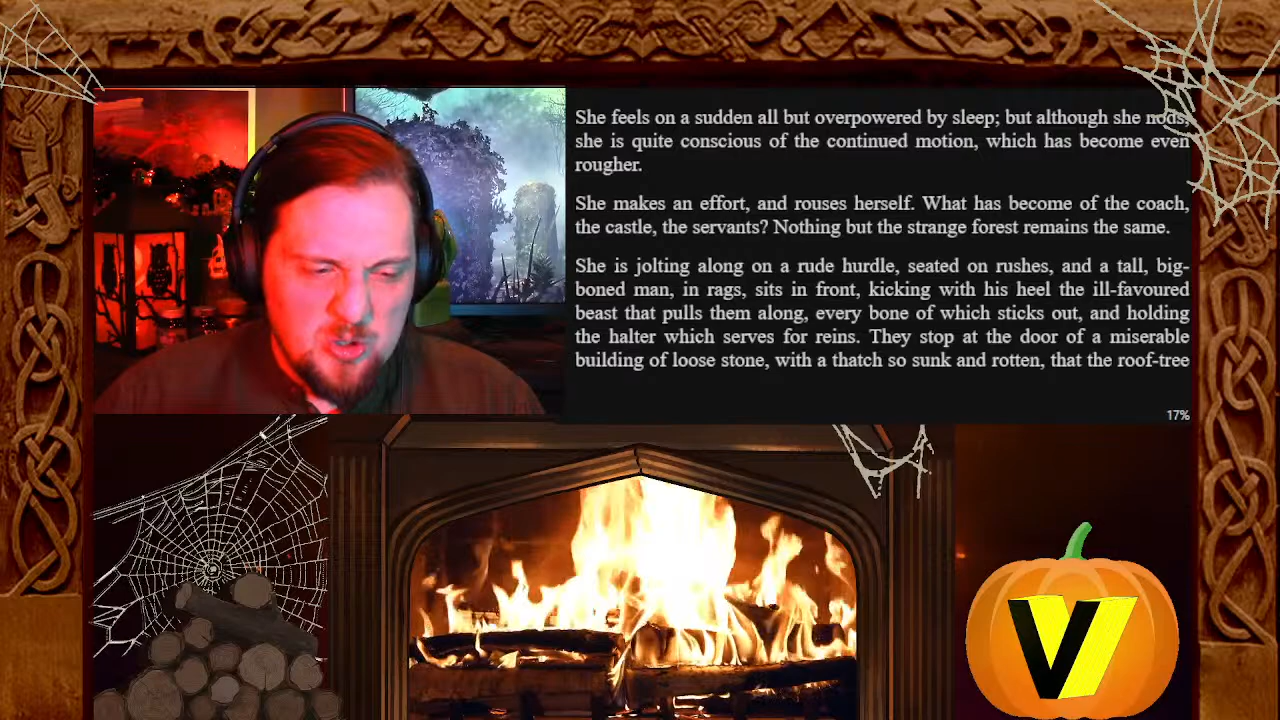 She feels on a sudden all but overpowered by sleep; but although she nods,
she is quite conscious of the continued motion, which has become even
rougher.
She makes an effort, and rouses herself. What has become of the coach,
the castle, the servants? Nothing but the strange forest remains the same.
She is jolting along on a rude hurdle, seated on rushes, and a tall, big-
boned man, in rags, sits in front, kicking with his heel the ill-favoured
beast that pulls them along, every bone of which sticks out, and holding
the halter which serves for reins. They stop at the door of a miserable
building of loose stone, with a thatch so sunk and rotten, that the roof-tree
17%
V